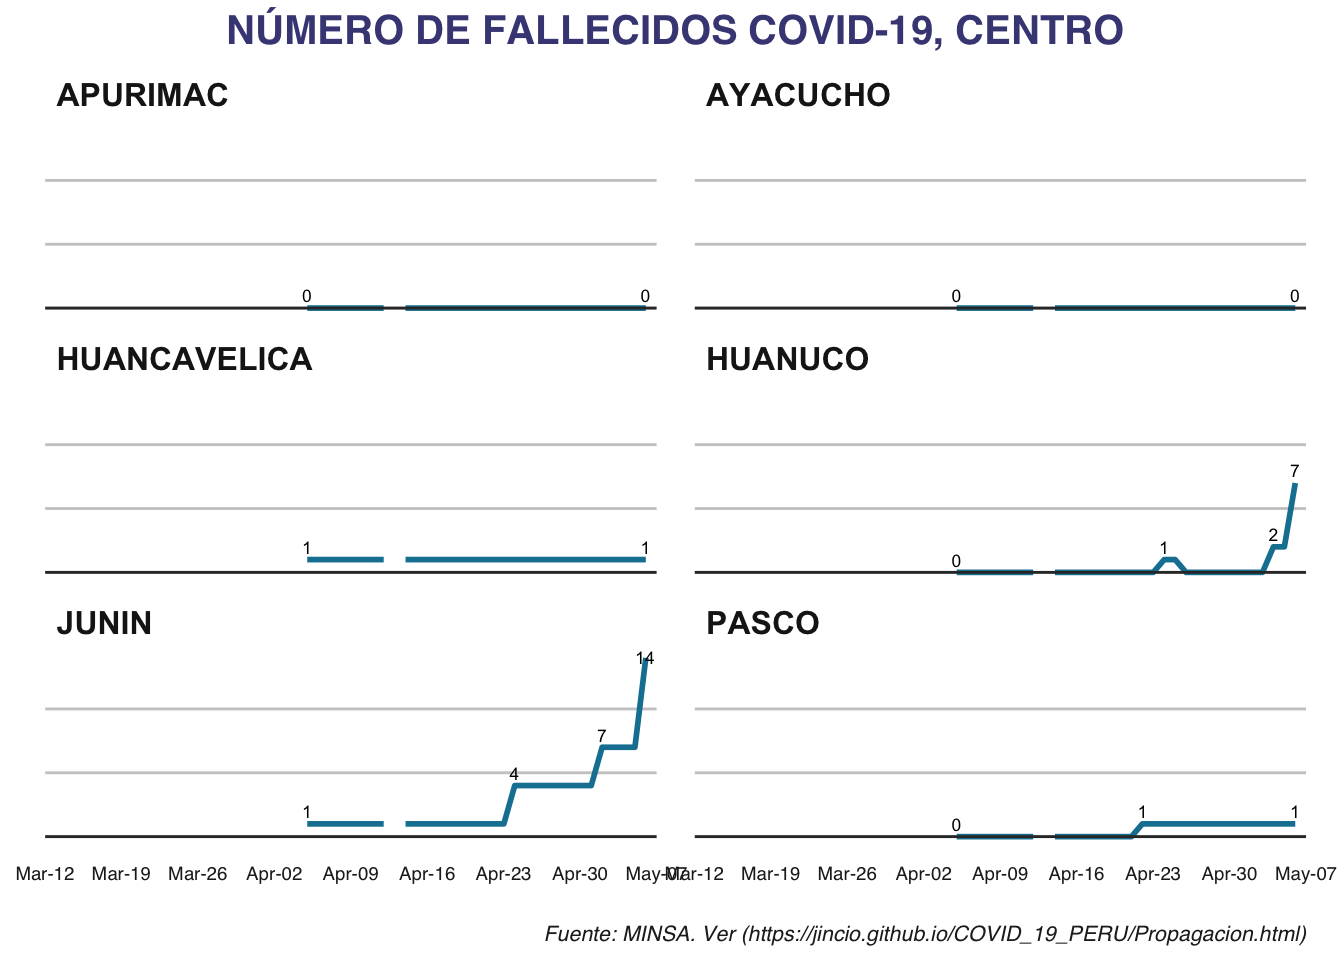 NÚMERO DE FALLECIDOS COVID-19, CENTRO
APURIMAC
AYACUCHO
0 0
0 0
HUANCAVELICA
HUANUCO
1 1
0 1 2 7
JUNIN
PASCO
1 4 7 14
0 1 1
Mar-12 Mar-19 Mar-26 Apr-02 Apr-09 Apr-16 Apr-23 Apr-30 May-07
Mar-12 Mar-19 Mar-26 Apr-02 Apr-09 Apr-16 Apr-23 Apr-30 May-07
Fuente: MINSA. Ver (https://jincio.github.io/COVID_19_PERU/Propagacion.html)